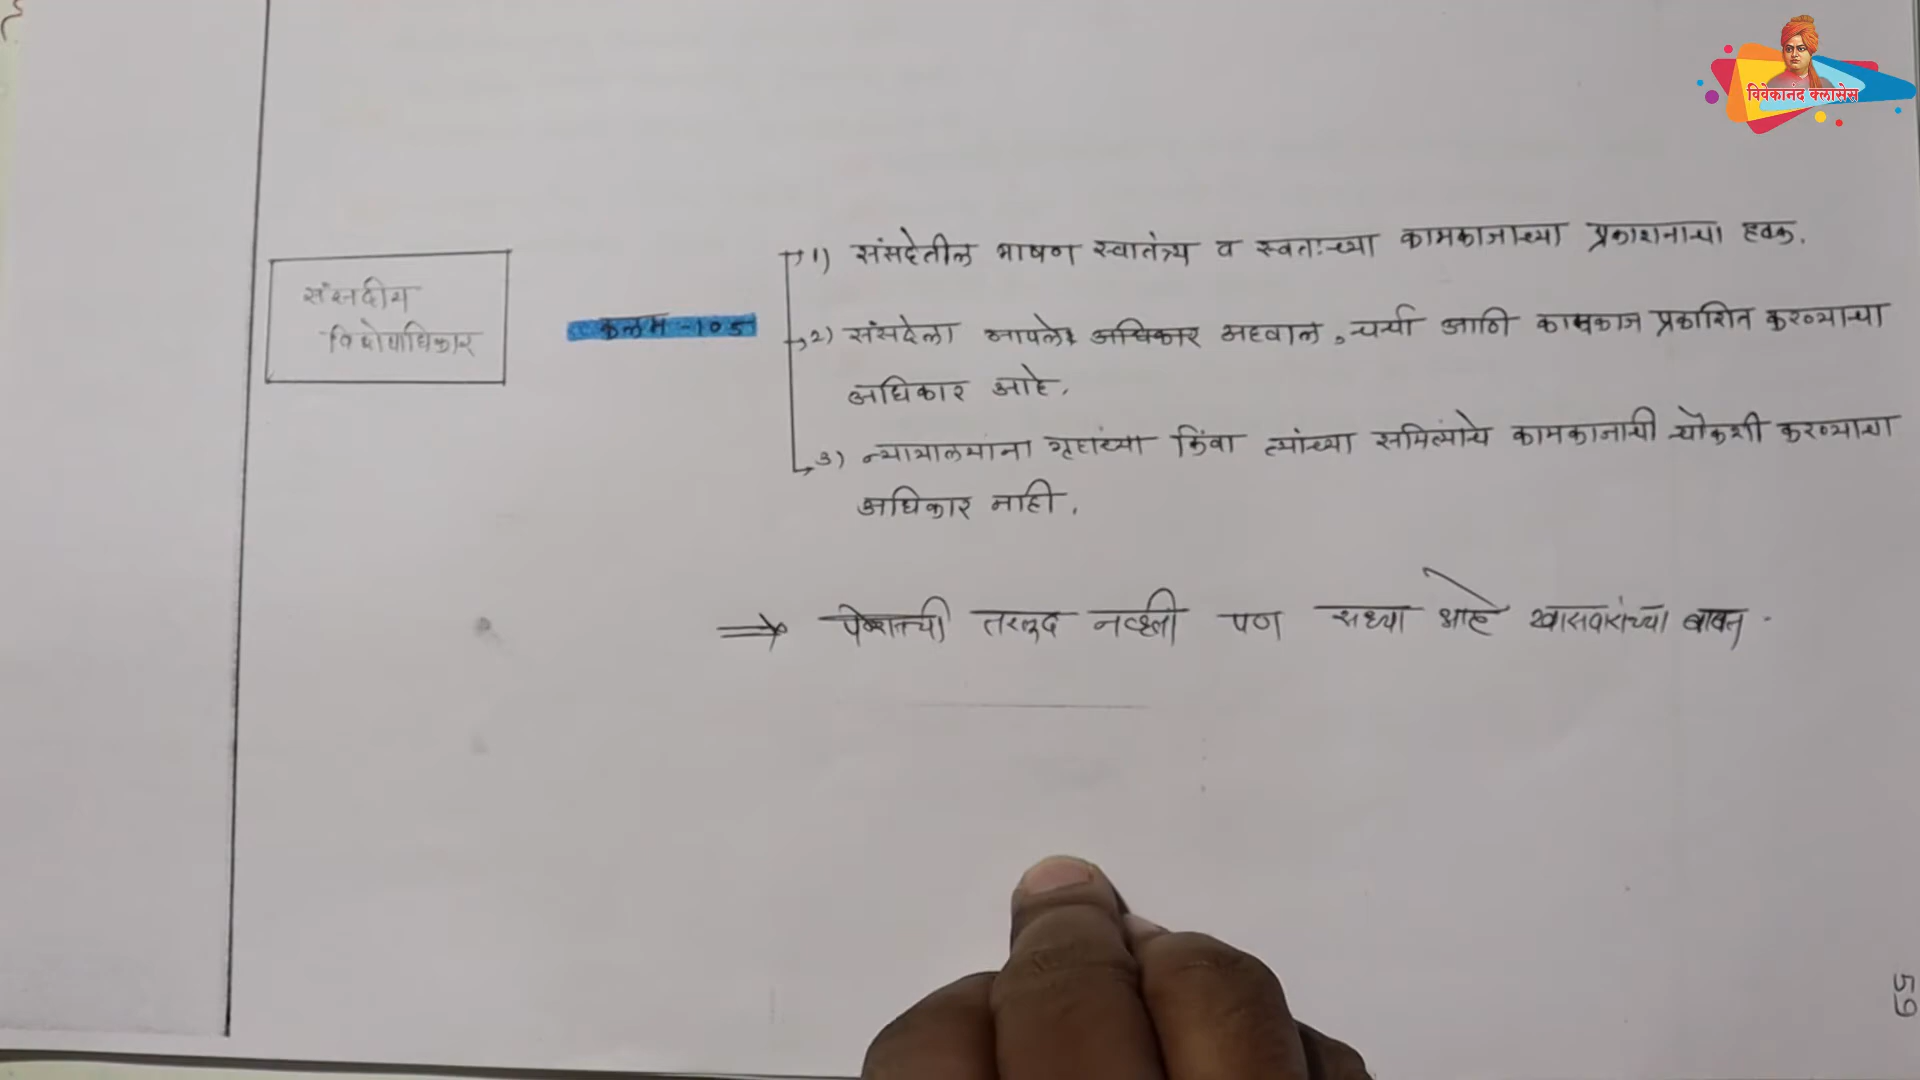 विवेकानंद क्लासेस
संसदीय
विशेषाधिकार
कलम -105
1) संसदेतील भाषण स्वातंत्र्य व स्वतःच्या कामकाजाच्या प्रकाशनाचा हक्क.
2) संसदेला आपले अधिकार अहवाल, चर्चा आणि कामकाज प्रकाशित करण्याचा
अधिकार आहे.
3) न्यायालयांना गृहांच्या किंवा त्यांच्या समित्यांचे कामकाजाची चौकशी करण्याचा
अधिकार नाही.
⇒ पेन्शनची तरतूद नव्हती पण सध्या आहे खासदारांच्या बाबत.
59